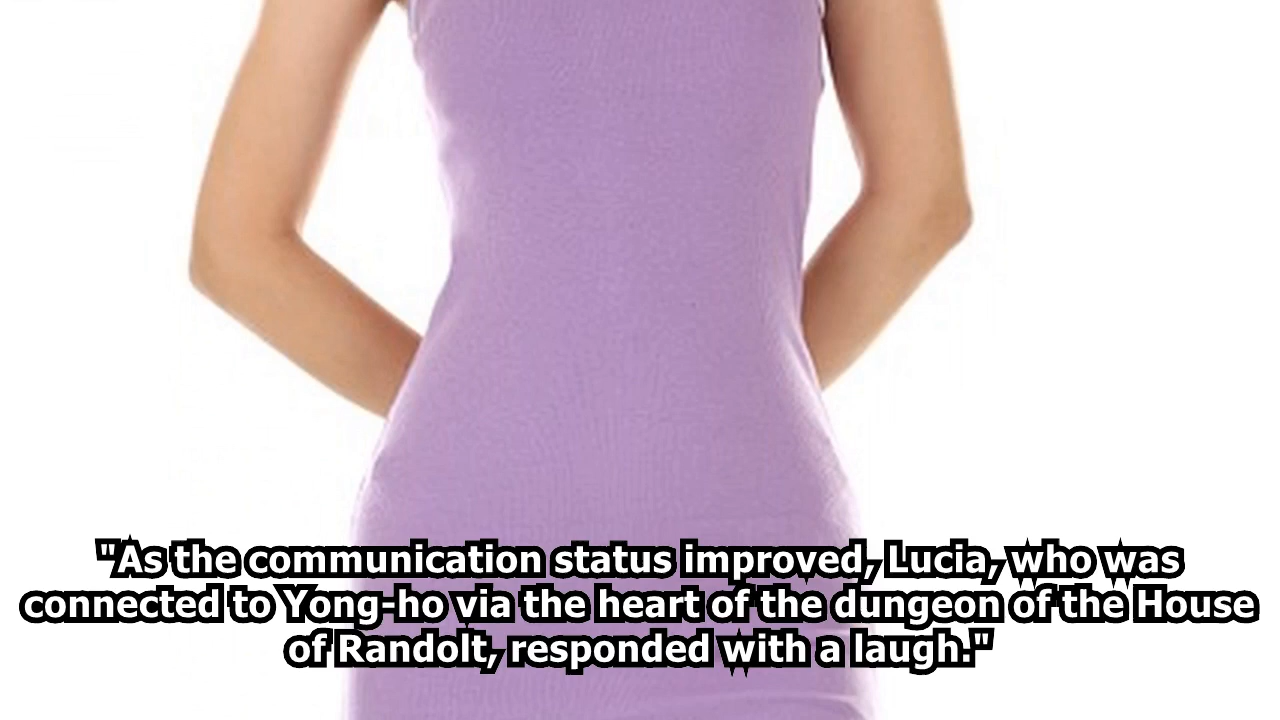 "As the communication status improved, Lucia, who was
connected to Yong-ho via the heart of the dungeon of the House
of Randolt, responded with a laugh."